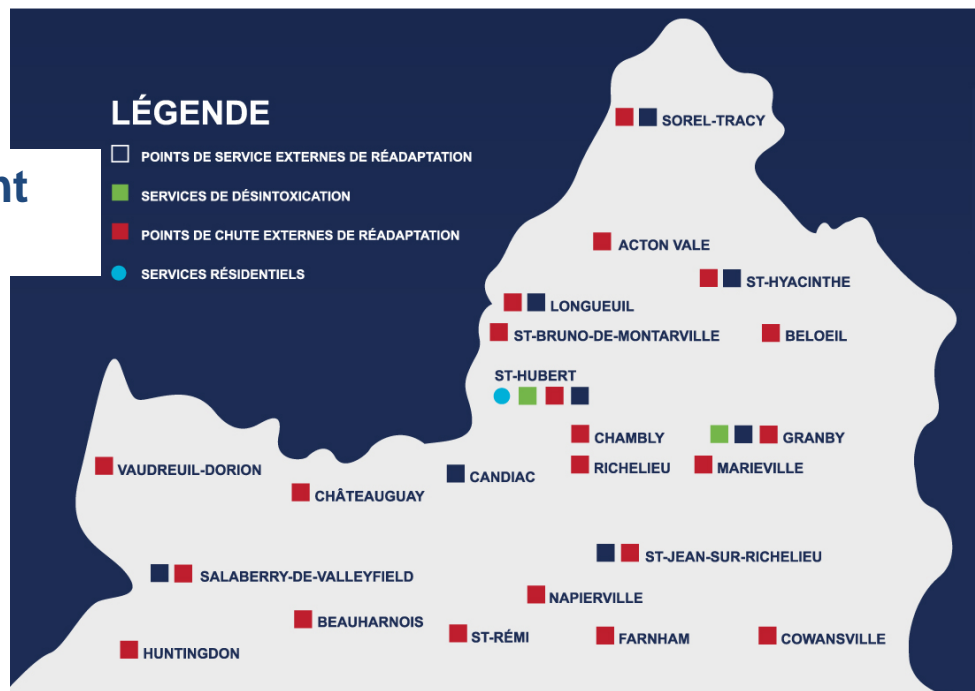 LÉGENDE
POINTS DE SERVICE EXTERNES DE RÉADAPTATION
nt
SERVICES DE DÉSINTOXICATION
POINTS DE CHUTE EXTERNES DE RÉADAPTATION
SERVICES RÉSIDENTIELS
SOREL-TRACY
ACTON VALE
ST-HYACINTHE
LONGUEUIL
ST-BRUNO-DE-MONTARVILLE
BELOEIL
ST-HUBERT
CHAMBLY
GRANBY
VAUDREUIL-DORION
RICHELIEU
MARIEVILLE
CANDIAC
CHÂTEAUGUAY
ST-JEAN-SUR-RICHELIEU
SALABERRY-DE-VALLEYFIELD
NAPIERVILLE
BEAUHARNOIS
ST-RÉMI
FARNHAM
COWANSVILLE
HUNTINGDON